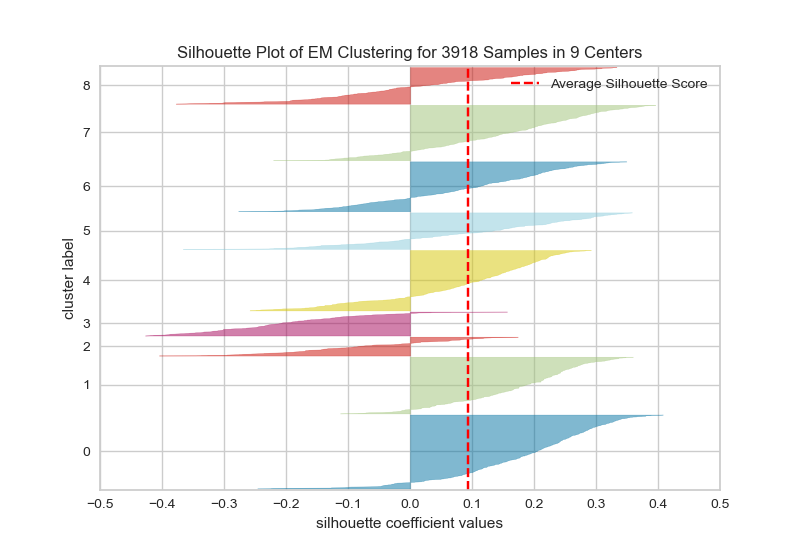 Silhouette Plot of EM Clustering for 3918 Samples in 9 Centers
Average Silhouette Score
cluster label
8
7
6
5
4
3
2
1
0
−0.5 −0.4 −0.3 −0.2 −0.1 0.0 0.1 0.2 0.3 0.4 0.5
silhouette coefficient values